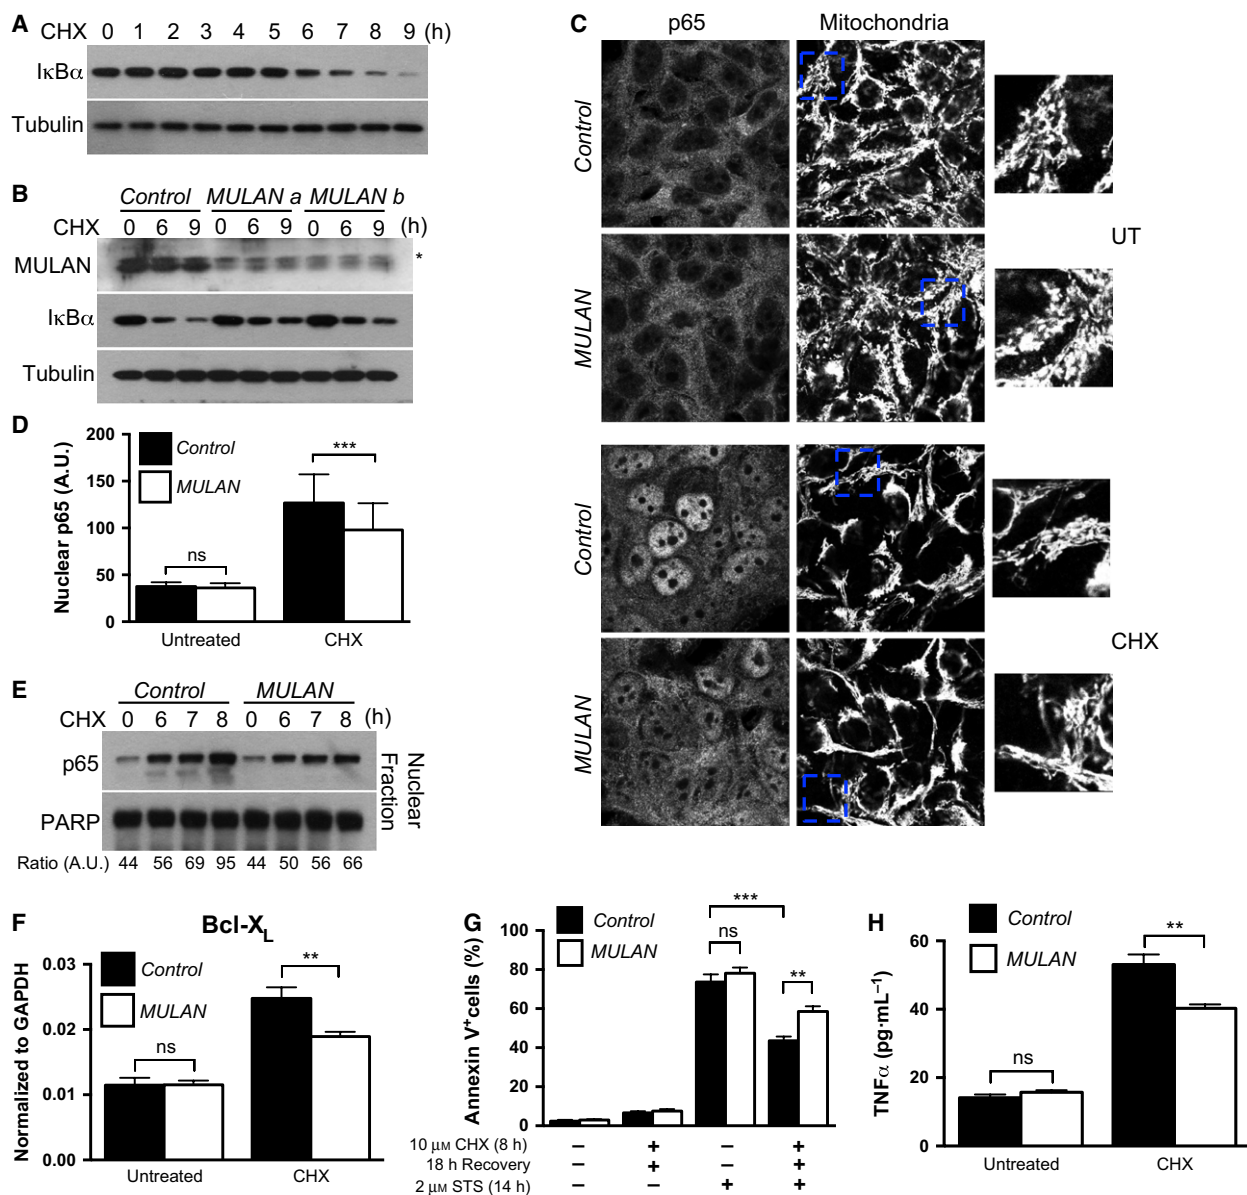 A
CHX 0 1 2 3 4 5 6 7 8 9 (h)
IκBα
Tubulin
B
Control MULAN a MULAN b
CHX 0 6 9 0 6 9 0 6 9 (h)
MULAN *
IκBα
Tubulin
C
p65 Mitochondria
Control
MULAN
UT
Control
MULAN
CHX
D
Nuclear p65 (A.U.)
200
150
100
50
0
Control
MULAN
ns
***
Untreated CHX
E
Control MULAN
CHX 0 6 7 8 0 6 7 8 (h)
p65
PARP
Nuclear
Fraction
Ratio (A.U.) 44 56 69 95 44 50 56 66
F
Bcl-XL
Normalized to GAPDH
0.03
0.02
0.01
0.00
Control
MULAN
ns
**
Untreated CHX
G
Annexin V+cells (%)
100
80
60
40
20
0
Control
MULAN
***
ns
**
10 μM CHX (8 h) – + – +
18 h Recovery – + +
2 μM STS (14 h) – + +
H
TNFα (pg·mL−1)
60
40
20
0
Control
MULAN
ns
**
Untreated CHX